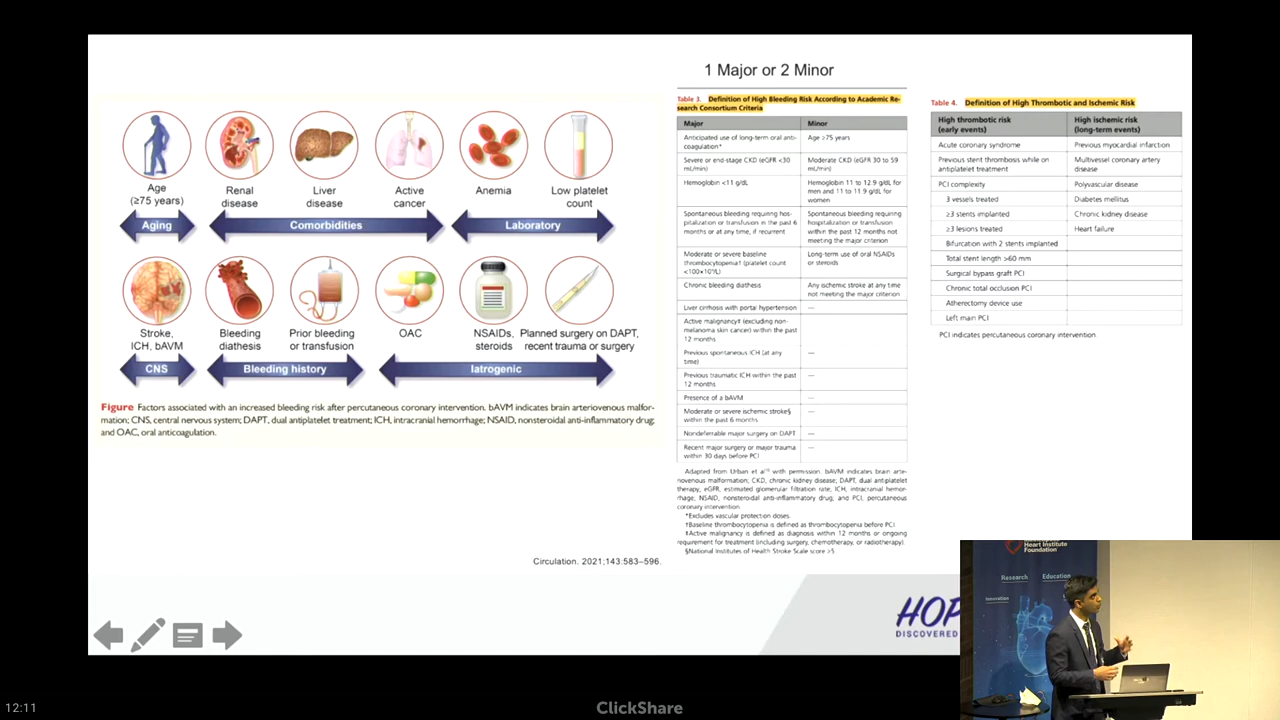 1 Major or 2 Minor
Age
(≥75 years)
Renal
disease
Liver
disease
Active
cancer
Anemia
Low platelet
count
Aging
Comorbidities
Laboratory
Stroke,
ICH, bAVM
Bleeding
diathesis
Prior bleeding
or transfusion
OAC
NSAIDs,
steroids
Planned surgery on DAPT,
recent trauma or surgery
CNS
Bleeding history
Iatrogenic
Figure Factors associated with an increased bleeding risk after percutaneous coronary intervention. bAVM indicates brain arteriovenous malfor-
mation; CNS, central nervous system; DAPT, dual antiplatelet treatment; ICH, intracranial hemorrhage; NSAID, nonsteroidal anti-inflammatory drug;
and OAC, oral anticoagulation.
Circulation. 2021;143:583–596.
Table 3. Definition of High Bleeding Risk According to Academic Re-
search Consortium Criteria
Major
Minor
Anticipated use of long-term oral anti-
coagulation*
Age ≥75 years
Severe or end-stage CKD (eGFR <30
mL/min)
Moderate CKD (eGFR 30 to 59
mL/min)
Hemoglobin <11 g/dL
Hemoglobin 11 to 12.9 g/dL for
men and 11 to 11.9 g/dL for
women
Spontaneous bleeding requiring hos-
pitalization or transfusion in the past 6
months or at any time, if recurrent
Spontaneous bleeding requiring
hospitalization or transfusion
within the past 12 months not
meeting the major criterion
Moderate or severe baseline
thrombocytopenia† (platelet count
<100×10⁹/L)
Long-term use of oral NSAIDs
or steroids
Chronic bleeding diathesis
Any ischemic stroke at any time
not meeting the major criterion
Liver cirrhosis with portal hypertension
—
Active malignancy‡ (excluding non-
melanoma skin cancer) within the past
12 months
Previous spontaneous ICH (at any
time)
—
Previous traumatic ICH within the past
12 months
—
Presence of a bAVM
—
Moderate or severe ischemic stroke§
within the past 6 months
—
Nondeferrable major surgery on DAPT
—
Recent major surgery or major trauma
within 30 days before PCI
—
Adapted from Urban et al with permission. bAVM indicates brain arte-
riovenous malformation; CKD, chronic kidney disease; DAPT, dual antiplatelet
therapy; eGFR, estimated glomerular filtration rate; ICH, intracranial hemor-
rhage; NSAID, nonsteroidal anti-inflammatory drug; and PCI, percutaneous
coronary intervention.
*Excludes vascular protection doses.
†Baseline thrombocytopenia is defined as thrombocytopenia before PCI.
‡Active malignancy is defined as diagnosis within 12 months or ongoing
requirement for treatment (including surgery, chemotherapy, or radiotherapy).
§National Institutes of Health Stroke Scale score ≥5.
Table 4. Definition of High Thrombotic and Ischemic Risk
High thrombotic risk
(early events)
High ischemic risk
(long-term events)
Acute coronary syndrome
Previous myocardial infarction
Previous stent thrombosis while on
antiplatelet treatment
Multivessel coronary artery
disease
PCI complexity
Polyvascular disease
3 vessels treated
Diabetes mellitus
≥3 stents implanted
Chronic kidney disease
≥3 lesions treated
Heart failure
Bifurcation with 2 stents implanted
Total stent length >60 mm
Surgical bypass graft PCI
Chronic total occlusion PCI
Atherectomy device use
Left main PCI
PCI indicates percutaneous coronary intervention.
HOP
DISCOVERED
Heart Institute
Foundation
Research
Education
Innovation
12:11
ClickShare